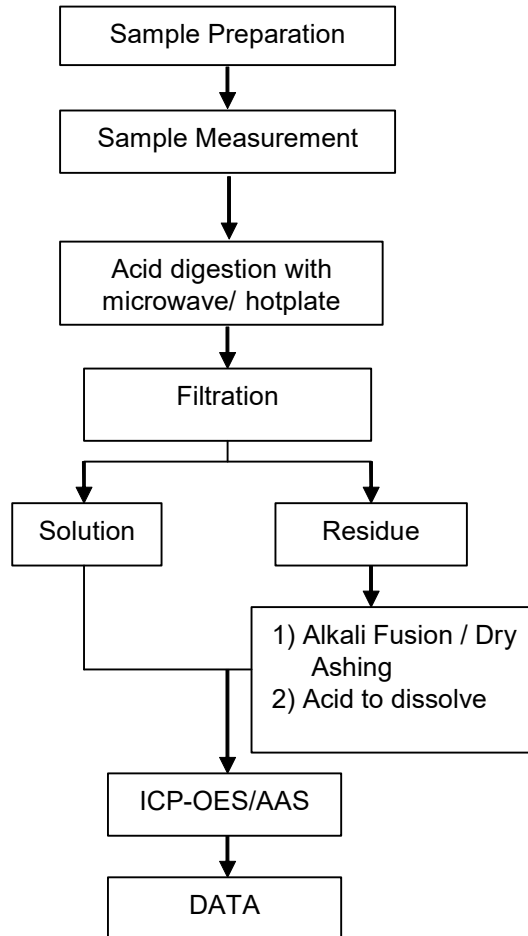 Sample Preparation
Sample Measurement
Acid digestion with
microwave/ hotplate
Filtration
Solution
Residue
1) Alkali Fusion / Dry
Ashing
2) Acid to dissolve
ICP-OES/AAS
DATA